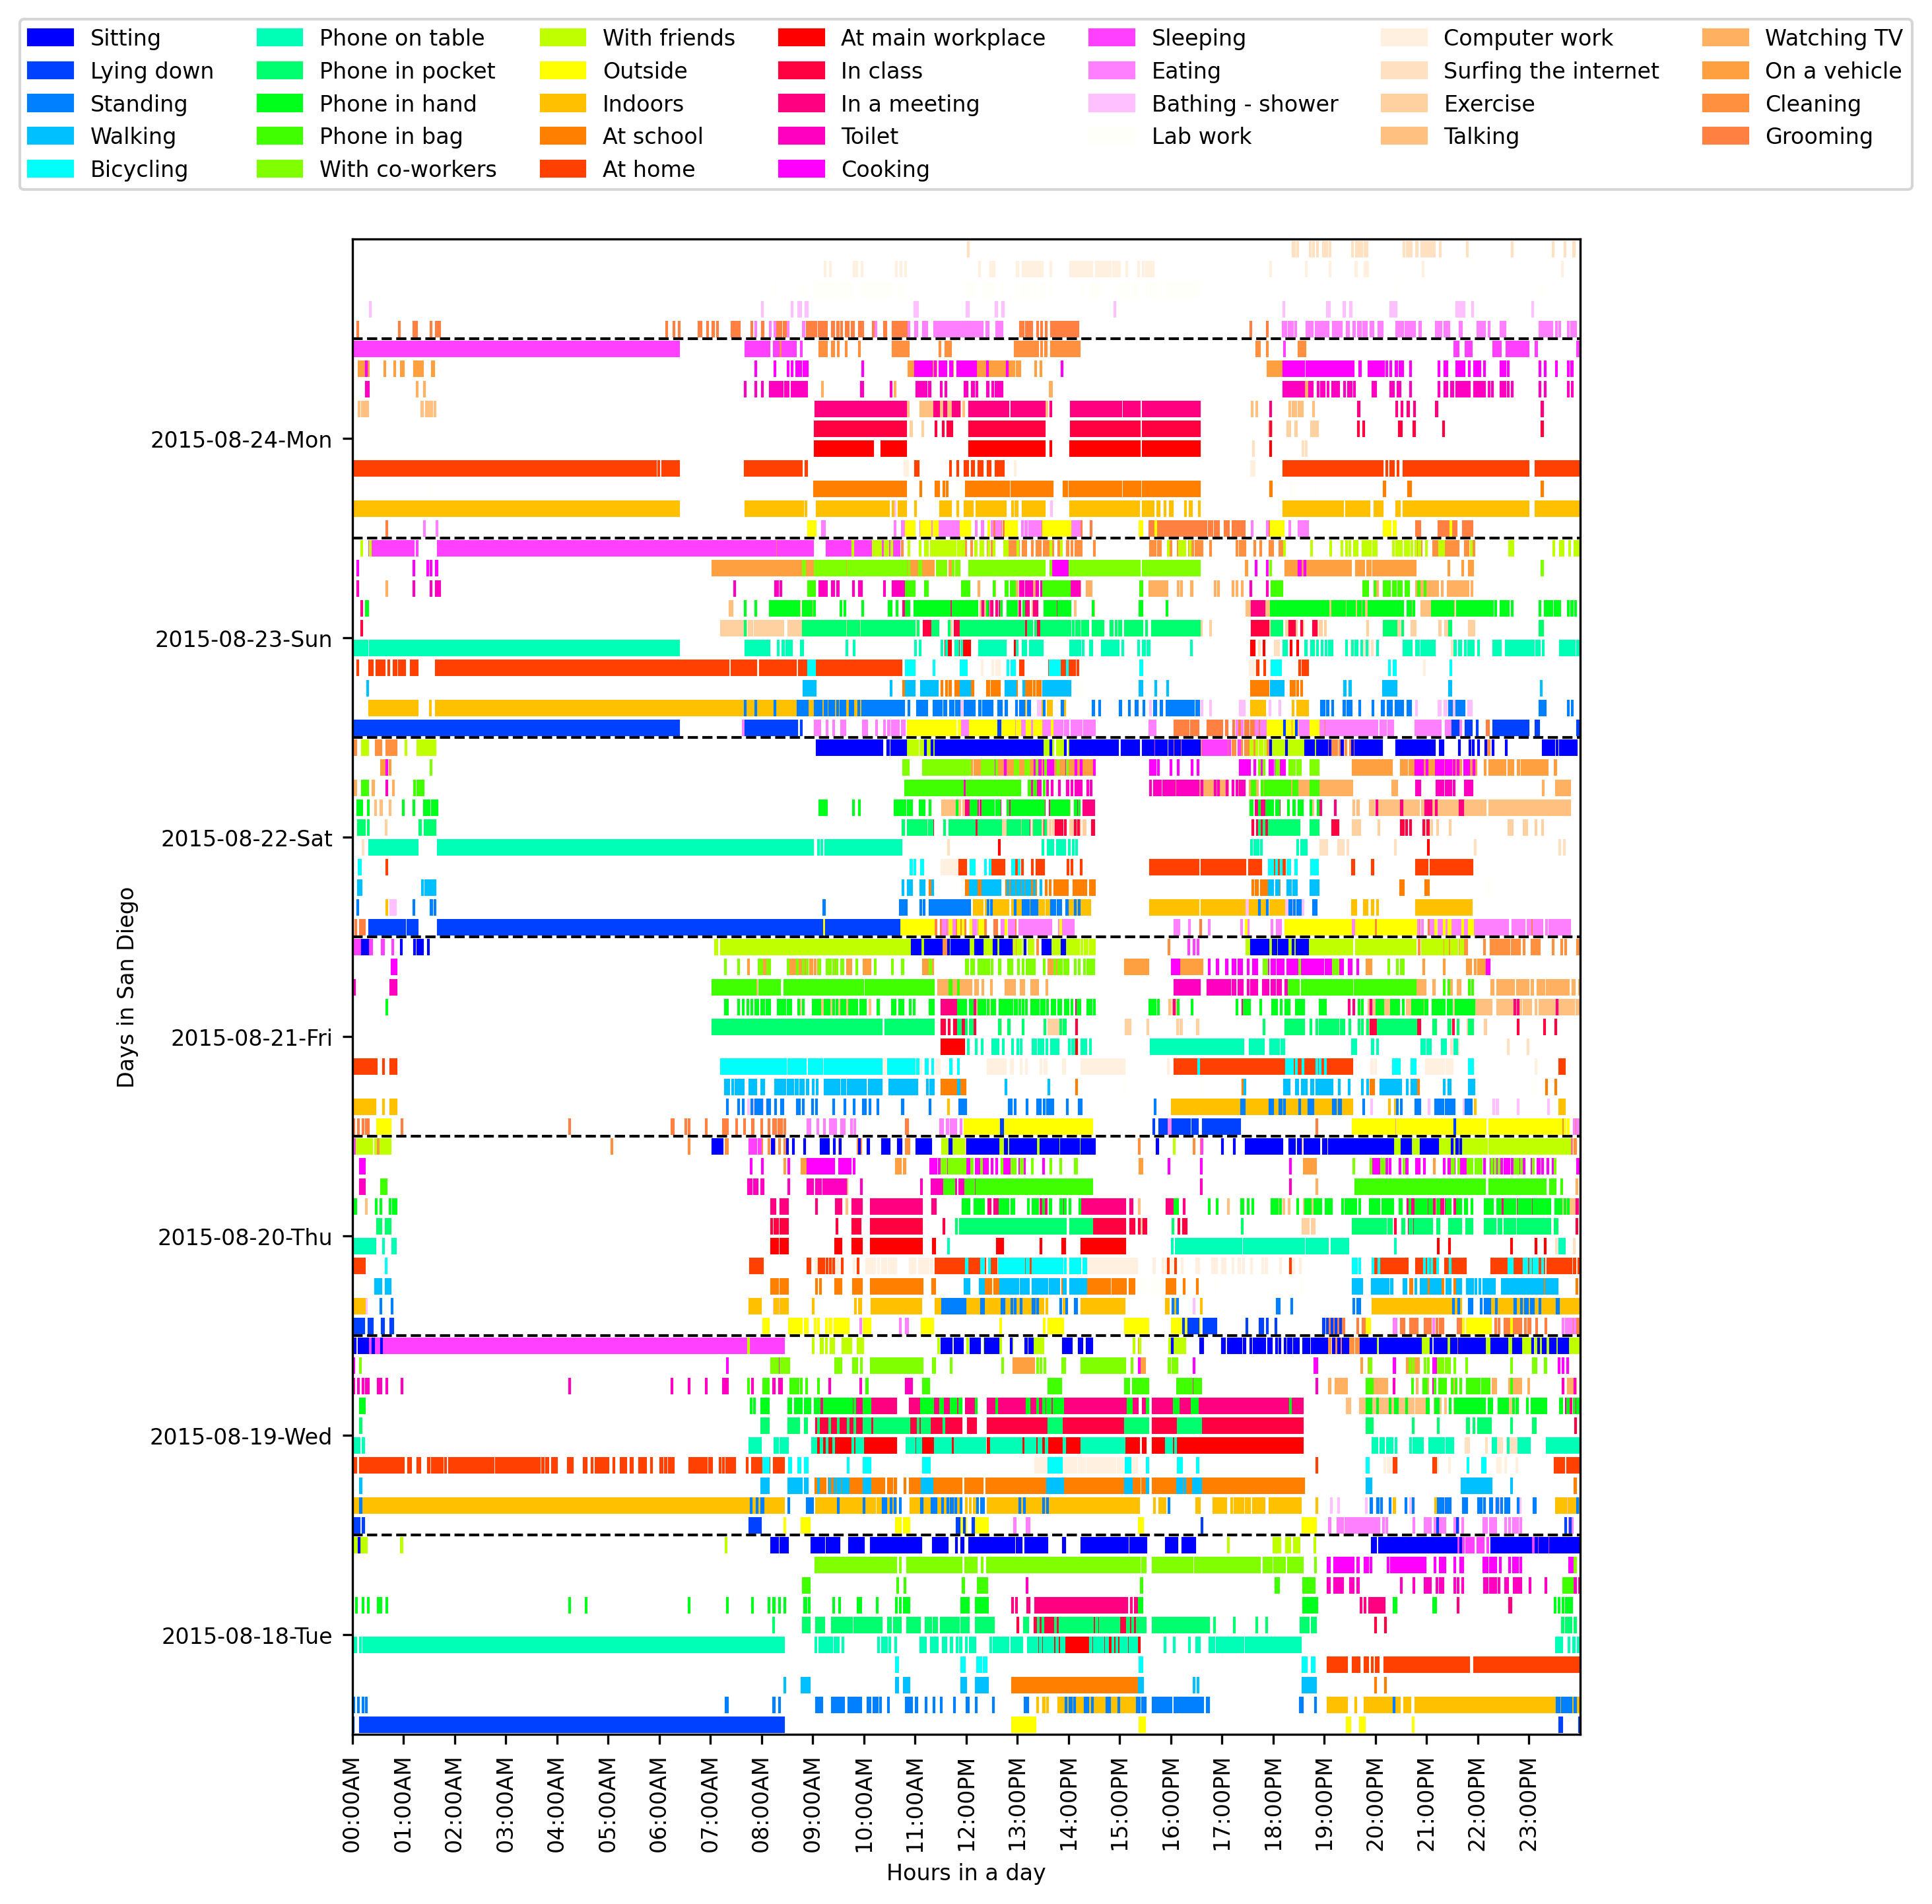 Sitting
Lying down
Standing
Walking
Bicycling
Phone on table
Phone in pocket
Phone in hand
Phone in bag
With co-workers
With friends
Outside
Indoors
At school
At home
At main workplace
In class
In a meeting
Toilet
Cooking
Sleeping
Eating
Bathing - shower
Lab work
Computer work
Surfing the internet
Exercise
Talking
Watching TV
On a vehicle
Cleaning
Grooming
Days in San Diego
2015-08-24-Mon
2015-08-23-Sun
2015-08-22-Sat
2015-08-21-Fri
2015-08-20-Thu
2015-08-19-Wed
2015-08-18-Tue
00:00AM
01:00AM
02:00AM
03:00AM
04:00AM
05:00AM
06:00AM
07:00AM
08:00AM
09:00AM
10:00AM
11:00AM
12:00PM
13:00PM
14:00PM
15:00PM
16:00PM
17:00PM
18:00PM
19:00PM
20:00PM
21:00PM
22:00PM
23:00PM
Hours in a day